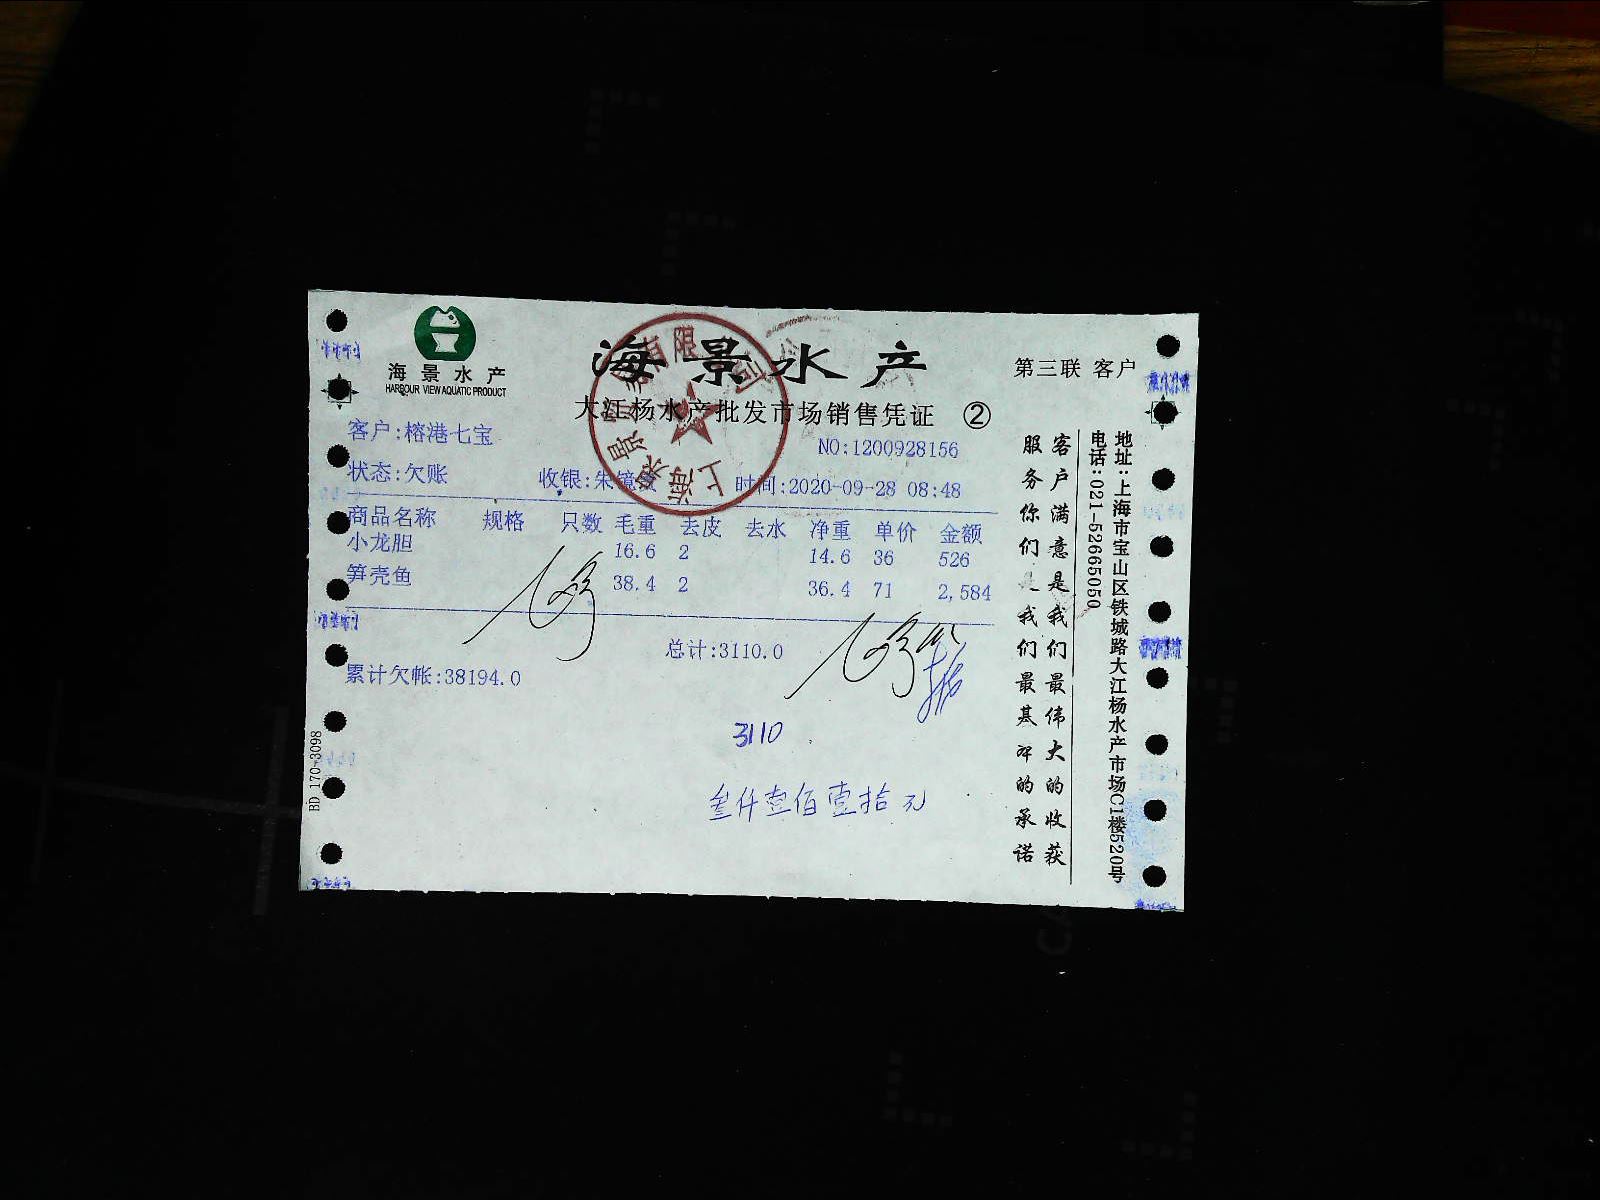 海景水产
HARBOUR VIEW AQUATIC PRODUCT
海景水产
第三联 客户
大江杨水产批发市场销售凭证 ②
客户:榕港七宝
NO:1200928156
状态:欠账 收银:朱镜 时间:2020-09-28 08:48
商品名称 规格 只数 毛重 去皮 去水 净重 单价 金额
小龙胆 16.6 2 14.6 36 526
笋壳鱼 38.4 2 36.4 71 2,584
总计:3110.0
累计欠帐:38194.0
3110
叁仟壹佰壹拾元
BD 170-3098
客户满意是我们最伟大的收获
服务你们是我们最基本的承诺
地址:上海市宝山区铁城路大江杨水产市场C1楼520号
电话:021-52665050